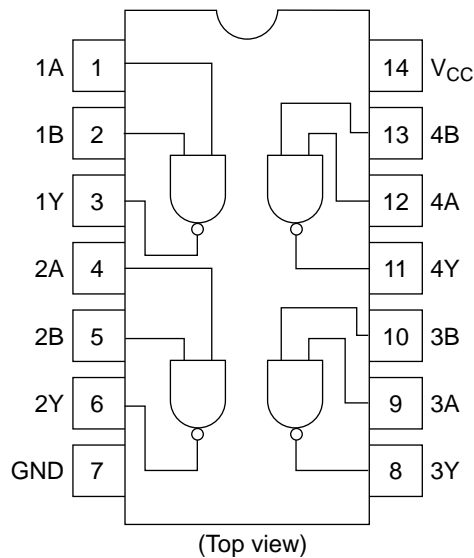 1A 1 14 VCC
1B 2 13 4B
1Y 3 12 4A
2A 4 11 4Y
2B 5 10 3B
2Y 6 9 3A
GND 7 8 3Y
(Top view)